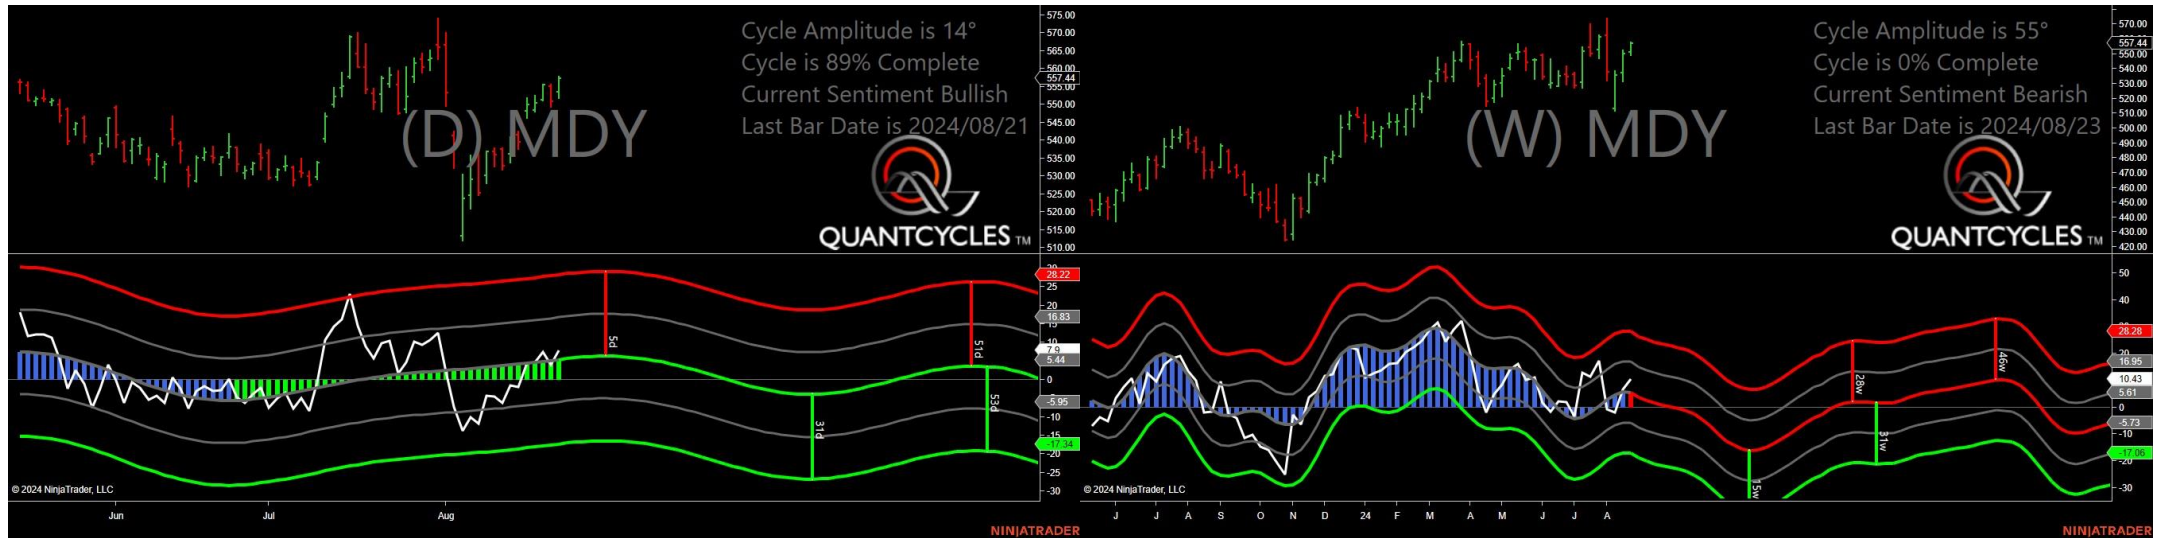 Cycle Amplitude is 14°
Cycle is 89% Complete
Current Sentiment Bullish
Last Bar Date is 2024/08/21
(D) MDY
QUANTCYCLES TM
575.00
570.00
565.00
560.00
557.44
555.00
550.00
545.00
540.00
535.00
530.00
525.00
520.00
515.00
510.00
28.22
25
20
16.83
15
10
7.9
5.44
0
-5.95
-10
-15
-17.34
-20
-25
-30
5d
31d
51d
53d
© 2024 NinjaTrader, LLC
Jun
Jul
Aug
NINJATRADER
Cycle Amplitude is 55°
Cycle is 0% Complete
Current Sentiment Bearish
Last Bar Date is 2024/08/23
(W) MDY
QUANTCYCLES TM
570.00
557.44
550.00
540.00
530.00
520.00
510.00
500.00
490.00
480.00
470.00
460.00
450.00
440.00
430.00
420.00
50
40
28.28
20
16.95
10.43
5.61
0
-5.73
-10
-17.06
-20
-30
15w
28w
31w
46w
© 2024 NinjaTrader, LLC
J
J
A
S
O
N
D
24
F
M
A
M
J
J
A
NINJATRADER